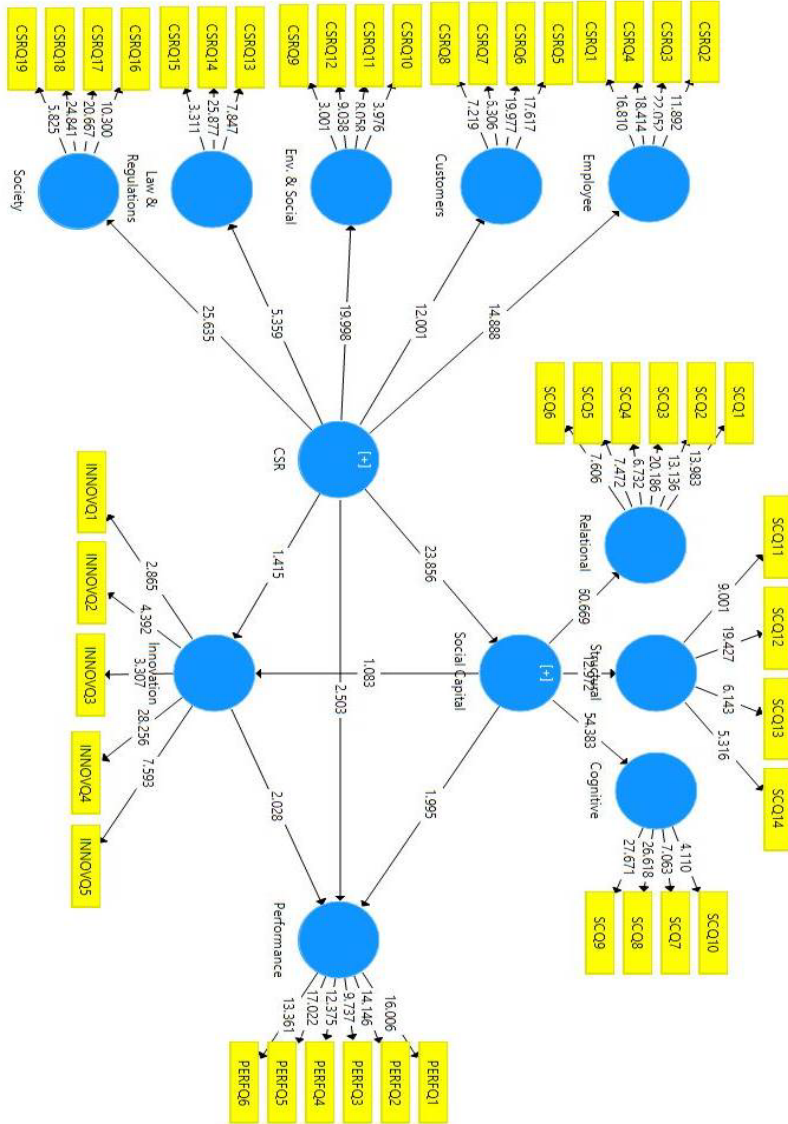 CSRQ2
CSRQ3
CSRQ4
CSRQ1
11.892
22.052
18.414
16.810
Employee
CSRQ5
CSRQ6
CSRQ7
CSRQ8
17.617
19.977
5.306
7.219
Customers
CSRQ10
CSRQ11
CSRQ12
CSRQ9
3.976
8.058
9.038
3.001
Env. & Social
CSRQ13
CSRQ14
CSRQ15
7.847
25.877
3.311
Law &
Regulations
CSRQ16
CSRQ17
CSRQ18
CSRQ19
10.300
20.667
24.841
5.825
Society
14.888
12.001
19.998
5.359
25.635
[+]
CSR
SCQ1
SCQ2
SCQ3
SCQ4
SCQ5
SCQ6
13.983
13.136
20.186
6.732
7.472
7.606
Relational
SCQ11
SCQ12
SCQ13
SCQ14
9.001
19.427
6.143
5.316
Structural
Cognitive
4.110
7.063
26.618
27.671
SCQ10
SCQ7
SCQ8
SCQ9
50.669
12.972
54.383
[+]
Social Capital
23.856
1.415
2.503
1.083
1.995
2.028
Innovation
2.865
4.392
3.307
28.256
7.593
INNOVQ1
INNOVQ2
INNOVQ3
INNOVQ4
INNOVQ5
Performance
16.006
14.146
9.737
12.375
17.022
13.361
PERFQ1
PERFQ2
PERFQ3
PERFQ4
PERFQ5
PERFQ6